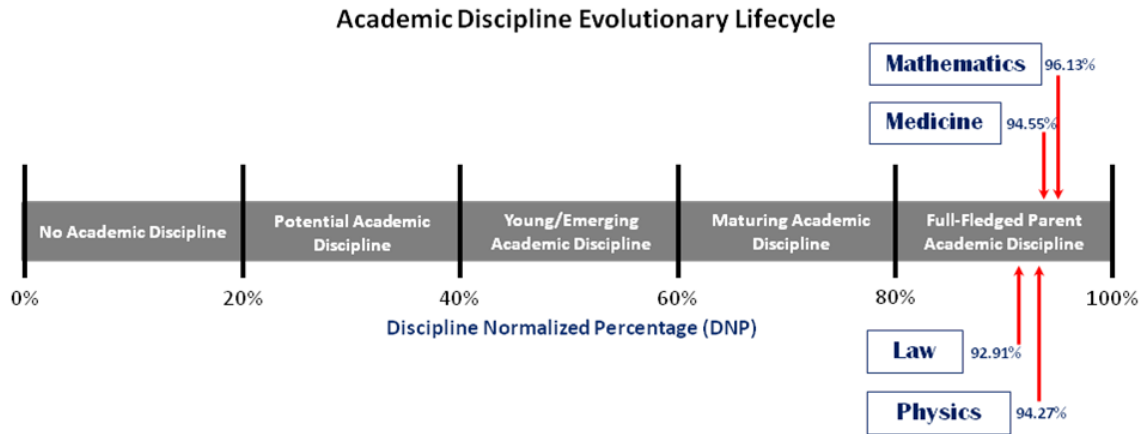 Academic Discipline Evolutionary Lifecycle
Mathematics 96.13%
Medicine 94.55%
No Academic Discipline
Potential Academic
Discipline
Young/Emerging
Academic Discipline
Maturing Academic
Discipline
Full-Fledged Parent
Academic Discipline
0% 20% 40% 60% 80% 100%
Discipline Normalized Percentage (DNP)
Law 92.91%
Physics 94.27%